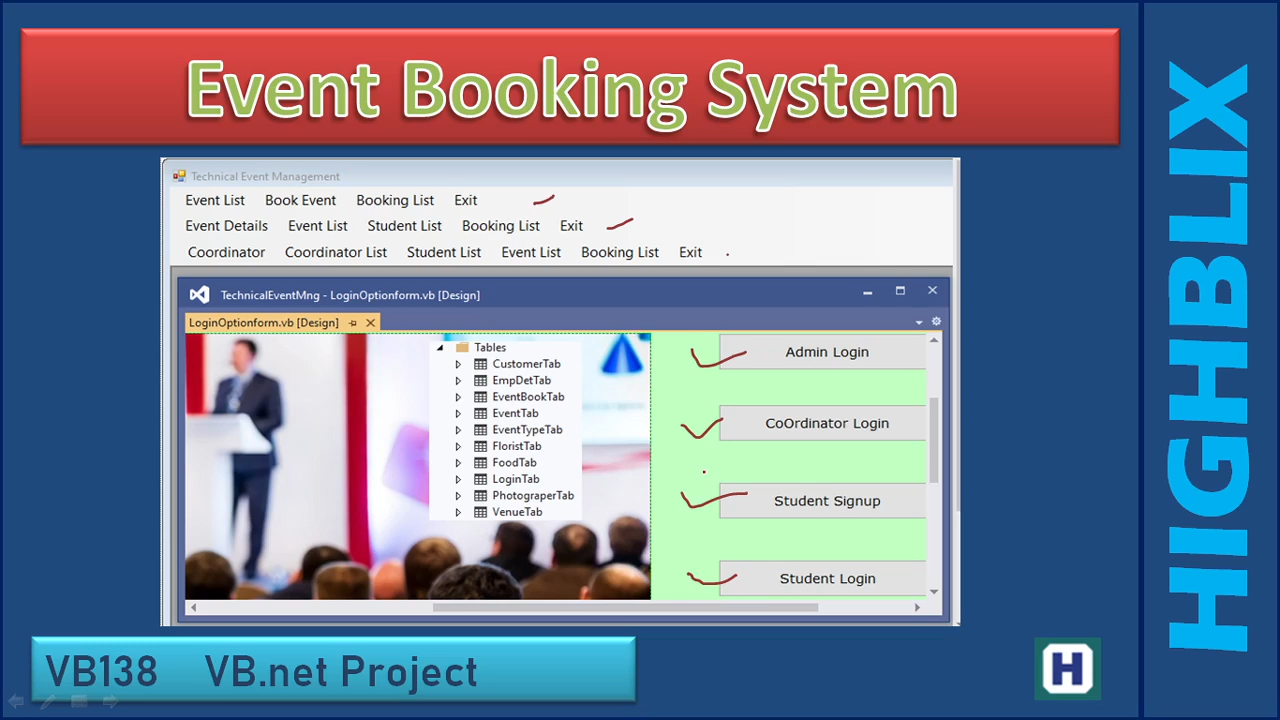 Event Booking System
Technical Event Management
Event List Book Event Booking List Exit
Event Details Event List Student List Booking List Exit
Coordinator Coordinator List Student List Event List Booking List Exit
TechnicalEventMng - LoginOptionform.vb [Design]
LoginOptionform.vb [Design]
Tables
CustomerTab
EmpDetTab
EventBookTab
EventTab
EventTypeTab
FloristTab
FoodTab
LoginTab
PhotograperTab
VenueTab
Admin Login
CoOrdinator Login
Student Signup
Student Login
VB138 VB.net Project
H
HIGHBLIX